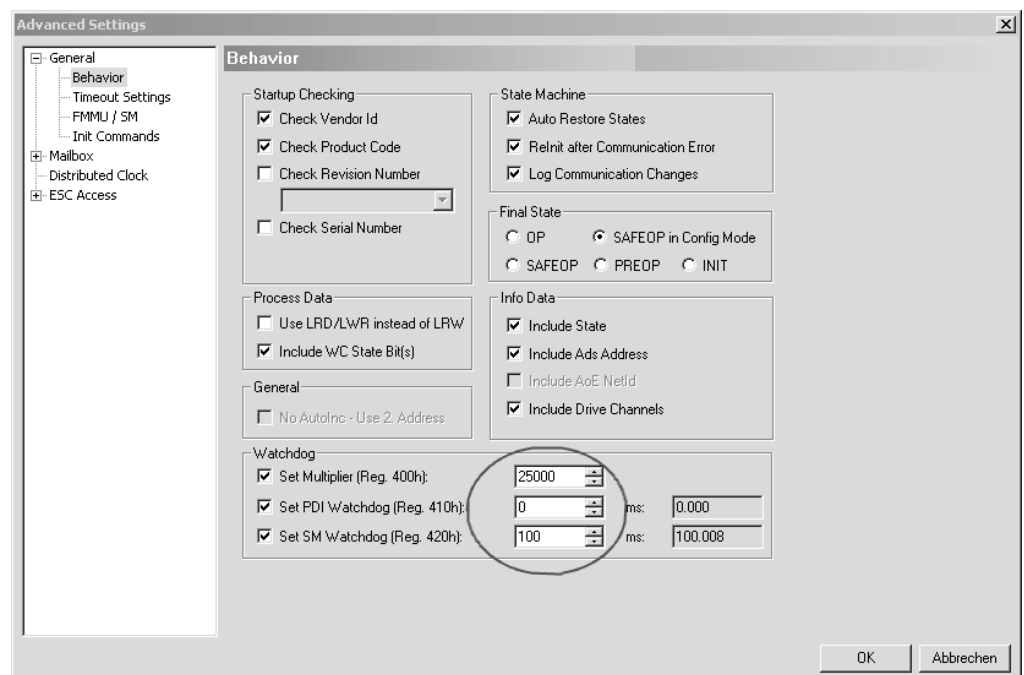 Advanced Settings
General
Behavior
Timeout Settings
FMMU / SM
Init Commands
Mailbox
Distributed Clock
ESC Access
Behavior
Startup Checking
Check Vendor Id
Check Product Code
Check Revision Number
Check Serial Number
State Machine
Auto Restore States
ReInit after Communication Error
Log Communication Changes
Final State
OP SAFEOP in Config Mode
SAFEOP PREOP INIT
Process Data
Use LRD/LWR instead of LRW
Include WC State Bit(s)
Info Data
Include State
Include Ads Address
Include AoE NetId
Include Drive Channels
General
No AutoInc - Use 2. Address
Watchdog
Set Multiplier (Reg. 400h): 25000
Set PDI Watchdog (Reg. 410h): 0 ms: 0.000
Set SM Watchdog (Reg. 420h): 100 ms: 100.008
OK Abbrechen